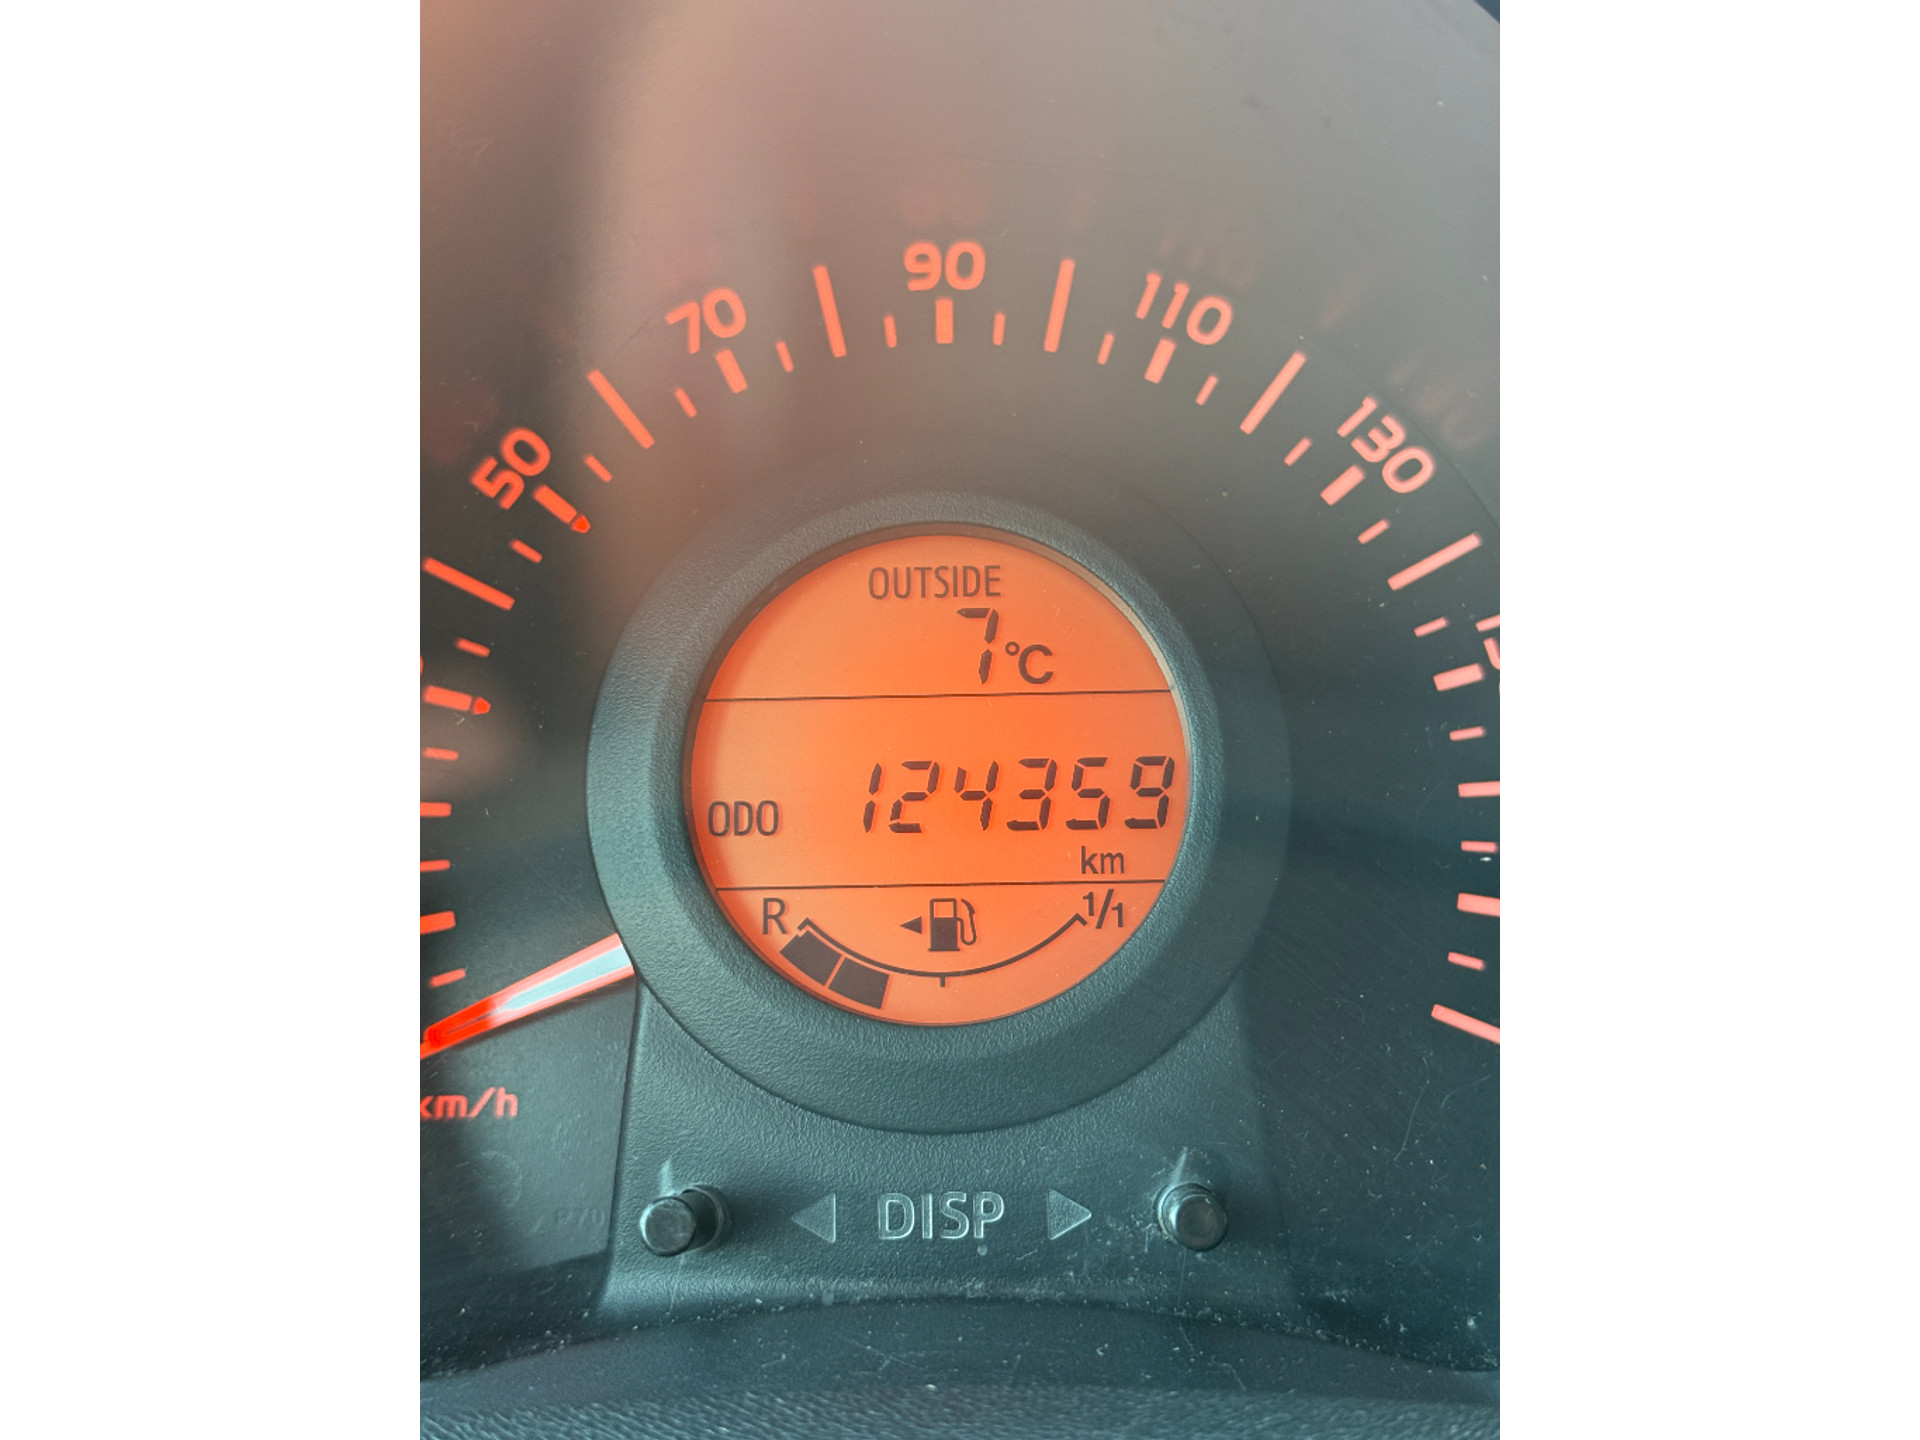 90
70
110
50
130
OUTSIDE
7°C
ODO 124359
km
R 1/1
km/h
DISP